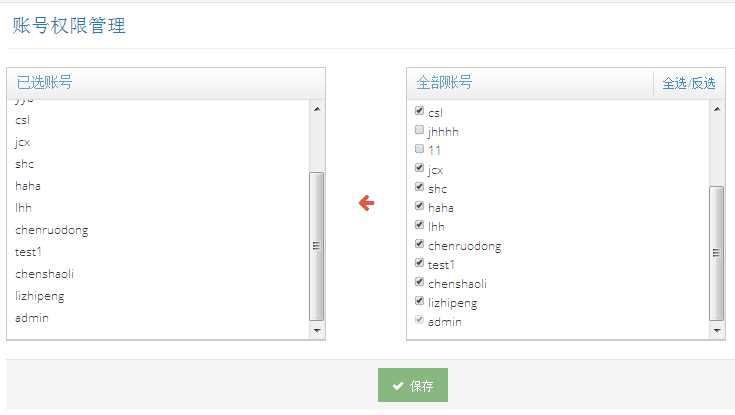 账号权限管理
已选账号
csl
jcx
shc
haha
lhh
chenruodong
test1
chenshaoli
lizhipeng
admin
全部账号 全选/反选
csl
jhhhh
11
jcx
shc
haha
lhh
chenruodong
test1
chenshaoli
lizhipeng
admin
保存